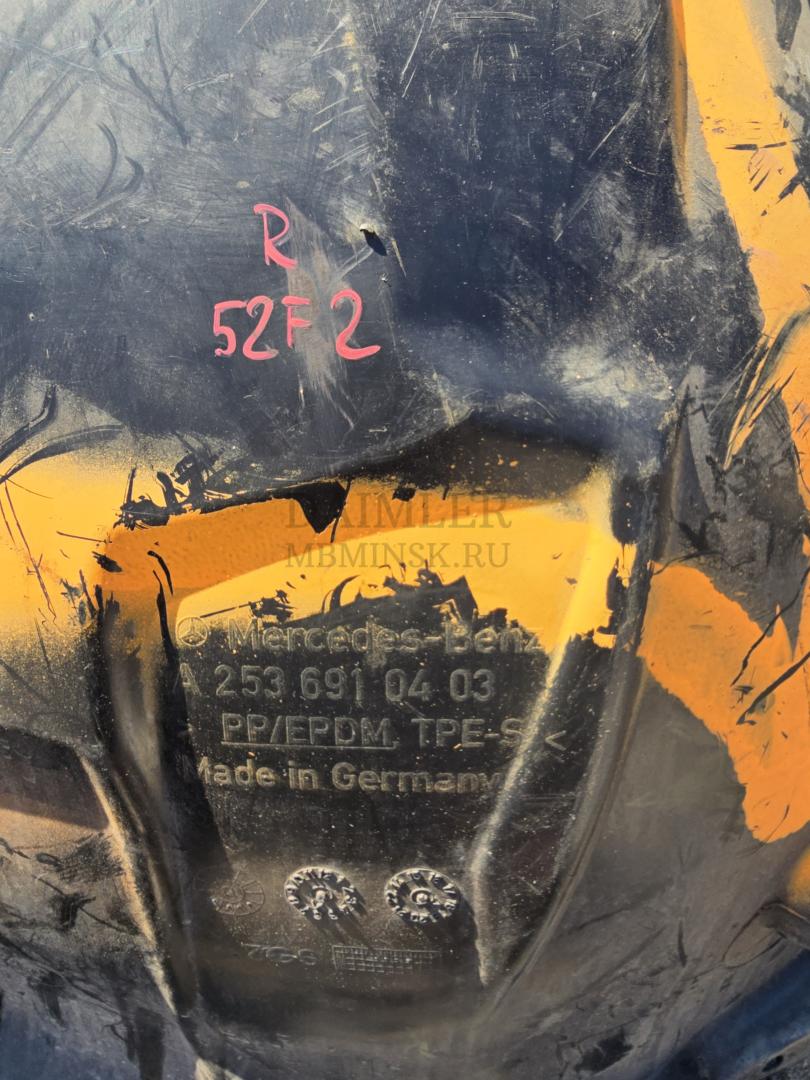 R
52F2
DAIMLER
MBMINSK.RU
Mercedes-Benz
A 253 691 04 03
> PP/EPDM, TPE-S <
Made in Germany